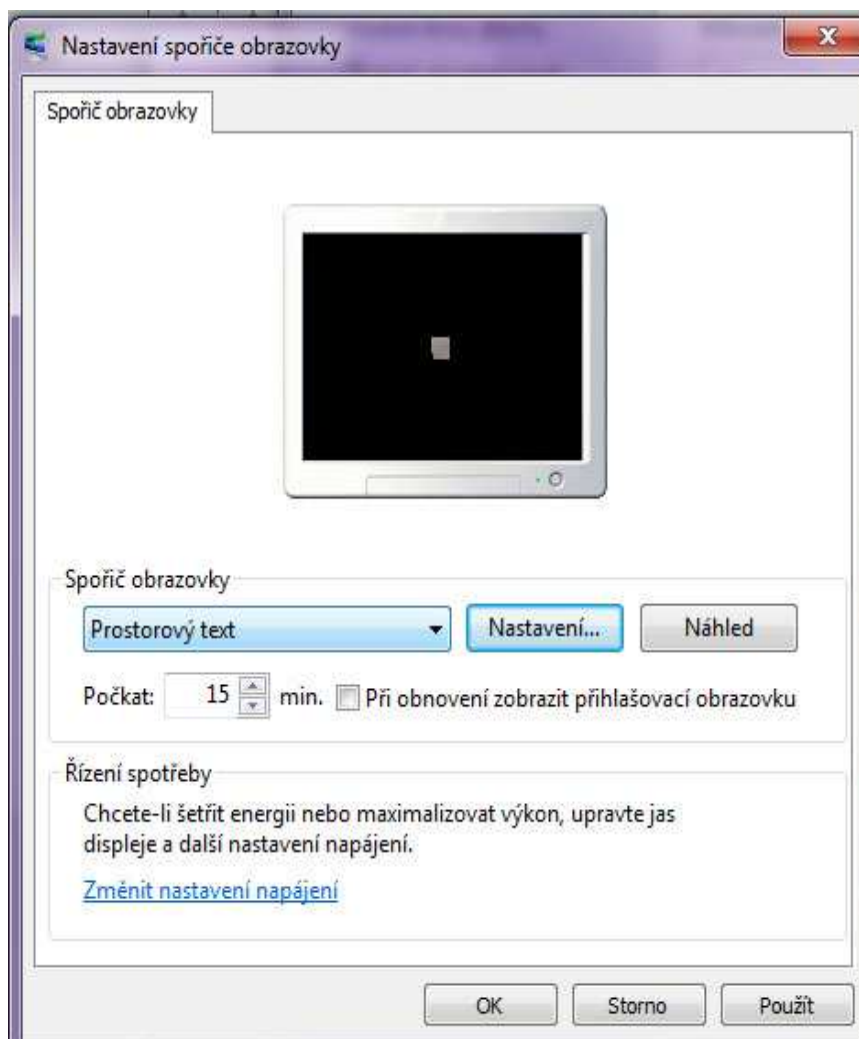 Nastavení spořiče obrazovky
Spořič obrazovky
Spořič obrazovky
Prostorový text
Nastavení...
Náhled
Počkat: 15 min. Při obnovení zobrazit přihlašovací obrazovku
Řízení spotřeby
Chcete-li šetřit energii nebo maximalizovat výkon, upravte jas
displeje a další nastavení napájení.
Změnit nastavení napájení
OK
Storno
Použít